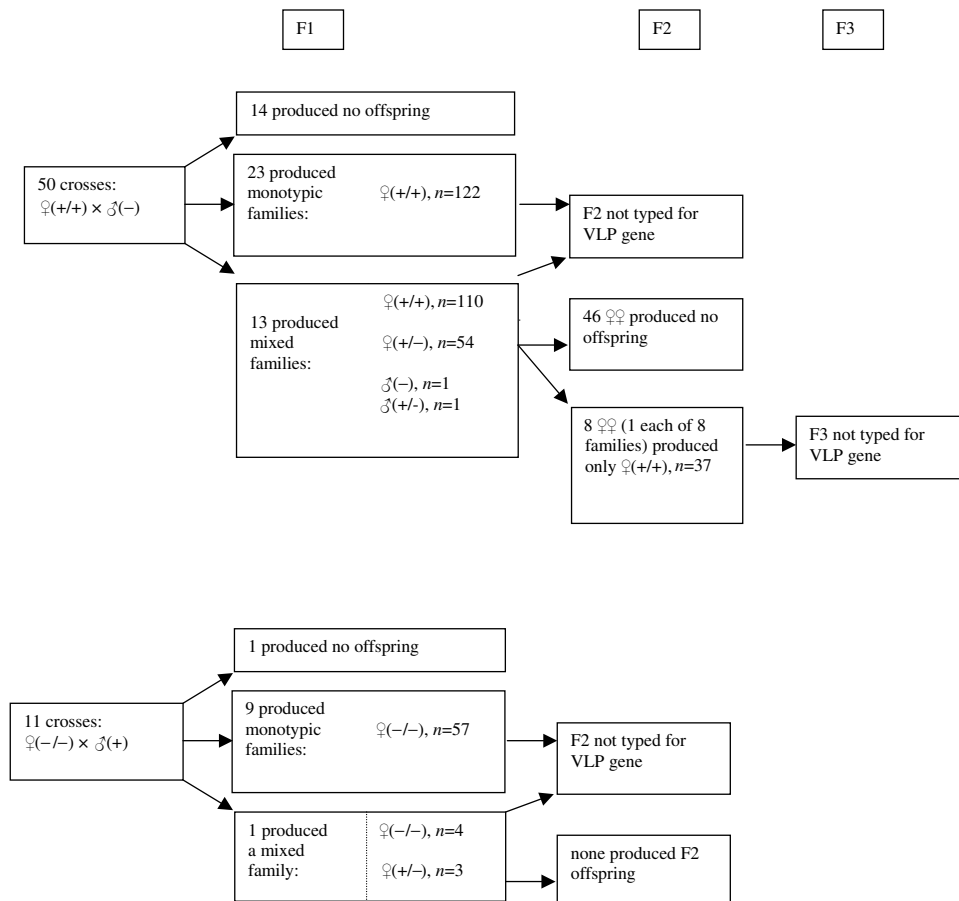 F1
F2
F3
14 produced no offspring
50 crosses:
♀(+/+) × ♂(−)
23 produced
monotypic
families:
♀(+/+), n=122
F2 not typed for
VLP gene
13 produced
mixed
families:
♀(+/+), n=110
♀(+/−), n=54
♂(−), n=1
♂(+/-), n=1
46 ♀♀ produced no
offspring
8 ♀♀ (1 each of 8
families) produced
only ♀(+/+), n=37
F3 not typed for
VLP gene
1 produced no offspring
11 crosses:
♀(−/−) × ♂(+)
9 produced
monotypic
families:
♀(−/−), n=57
F2 not typed for
VLP gene
1 produced
a mixed
family:
♀(−/−), n=4
♀(+/−), n=3
none produced F2
offspring